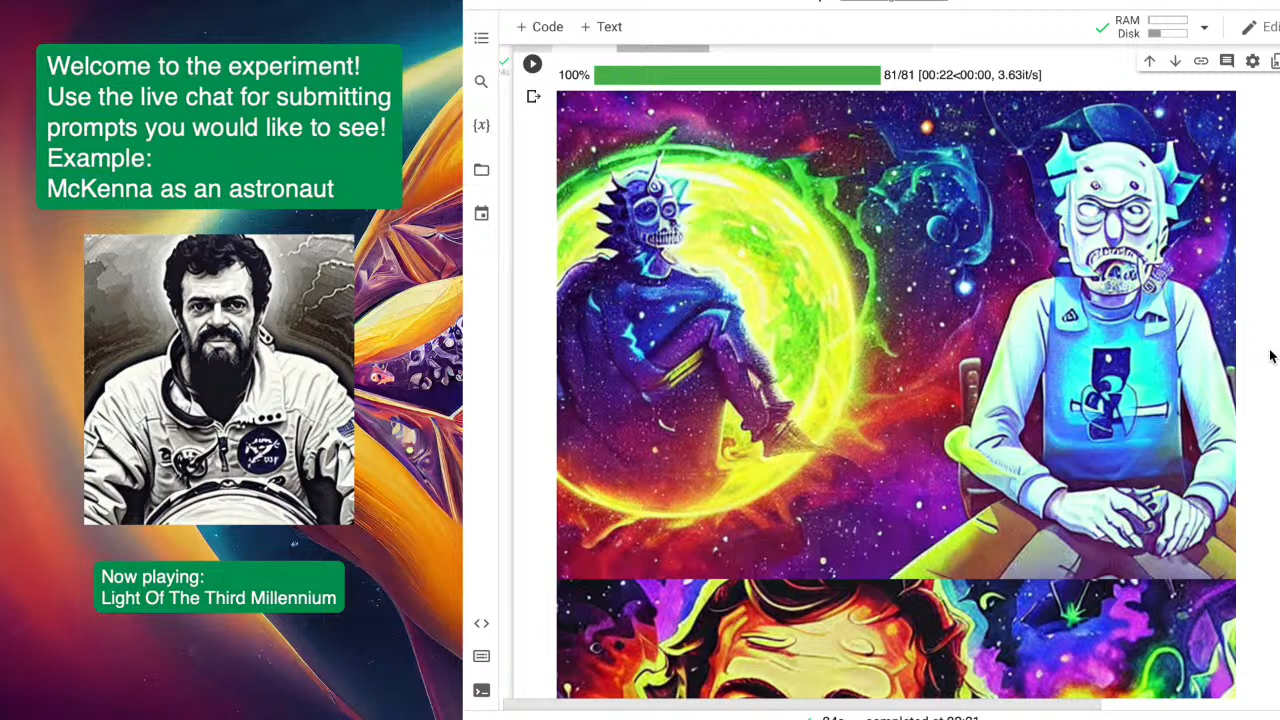 Welcome to the experiment!
Use the live chat for submitting
prompts you would like to see!
Example:
McKenna as an astronaut
Now playing:
Light Of The Third Millennium
+ Code + Text
RAM
Disk
100%
81/81 [00:22<00:00, 3.63it/s]
{x}